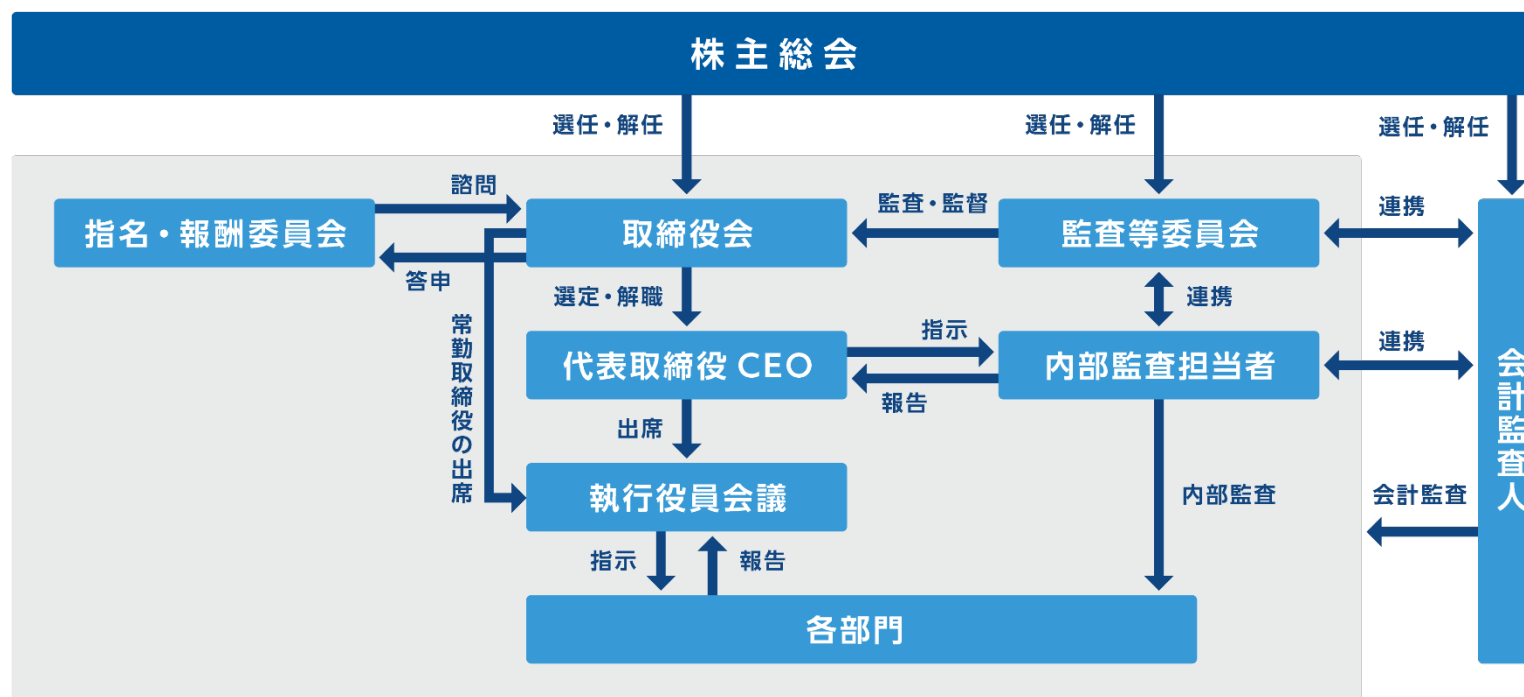 株主総会
選任・解任
選任・解任
選任・解任
諮問
指名・報酬委員会
取締役会
監査・監督
監査等委員会
連携
答申
選定・解職
連携
常勤取締役の出席
代表取締役 CEO
指示
報告
内部監査担当者
連携
会計監査人
出席
執行役員会議
内部監査
会計監査
指示
報告
各部門